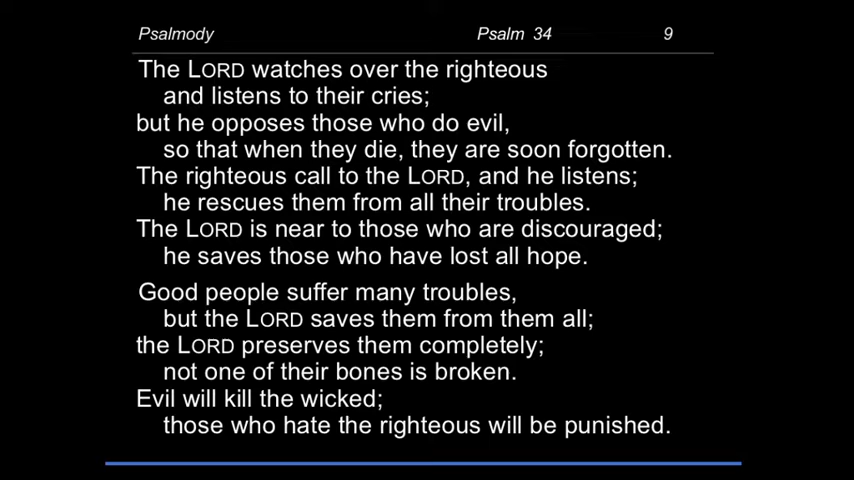 Psalmody Psalm 34 9
The LORD watches over the righteous
and listens to their cries;
but he opposes those who do evil,
so that when they die, they are soon forgotten.
The righteous call to the LORD, and he listens;
he rescues them from all their troubles.
The LORD is near to those who are discouraged;
he saves those who have lost all hope.
Good people suffer many troubles,
but the LORD saves them from them all;
the LORD preserves them completely;
not one of their bones is broken.
Evil will kill the wicked;
those who hate the righteous will be punished.